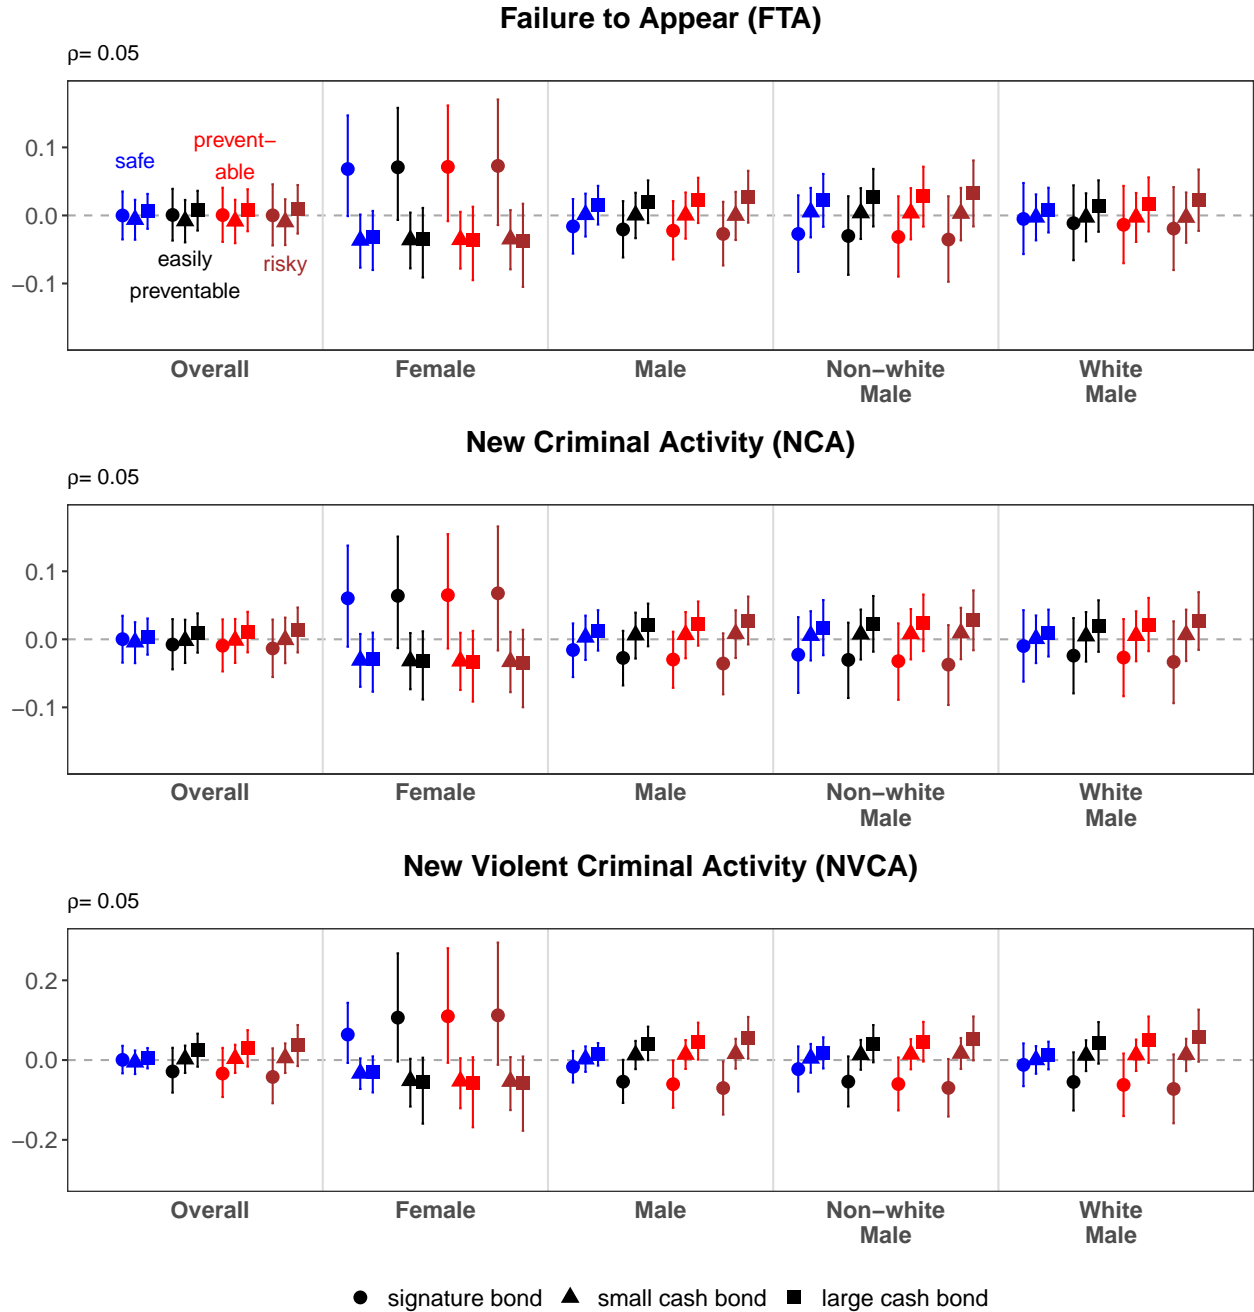 Failure to Appear (FTA)
ρ= 0.05
0.1
0.0
−0.1
safe
prevent−
able
easily
preventable
risky
Overall
Female
Male
Non−white
Male
White
Male
New Criminal Activity (NCA)
ρ= 0.05
0.1
0.0
−0.1
Overall
Female
Male
Non−white
Male
White
Male
New Violent Criminal Activity (NVCA)
ρ= 0.05
0.2
0.0
−0.2
Overall
Female
Male
Non−white
Male
White
Male
signature bond
small cash bond
large cash bond